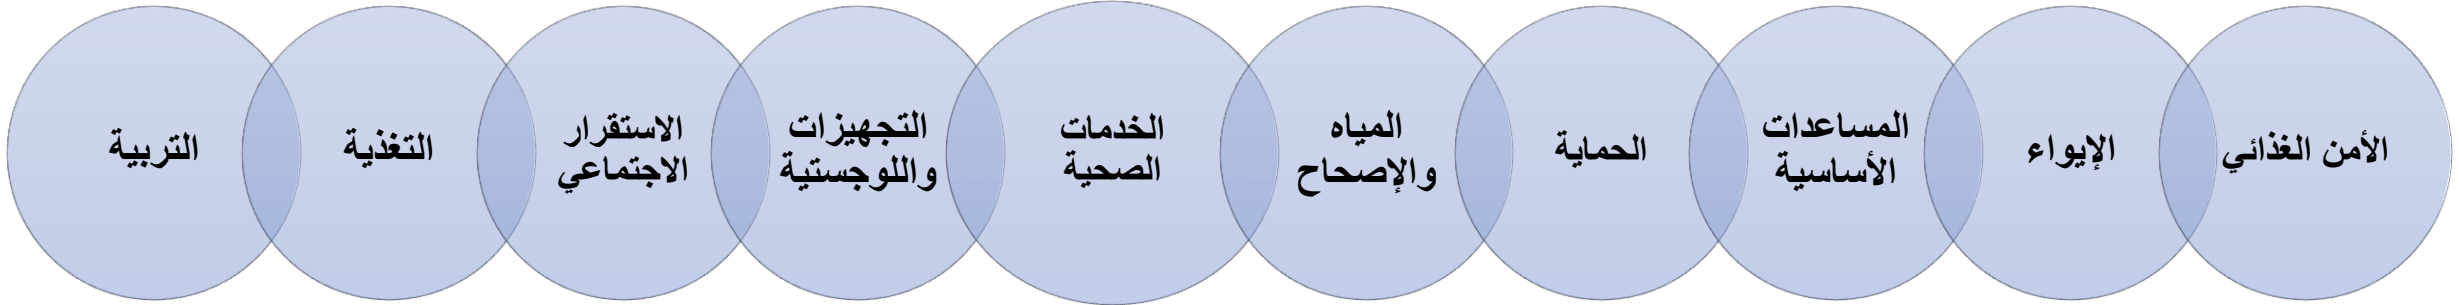 الأمن الغذائي
الإيواء
المساعدات
الأساسية
الحماية
المياه
والإصحاح
الخدمات
الصحية
التجهيزات
واللوجستية
الاستقرار
الاجتماعي
التغذية
التربية